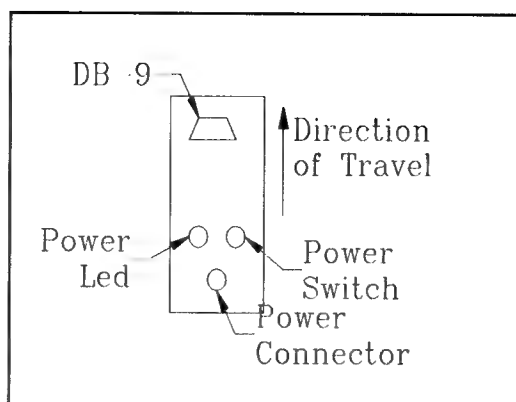 DB 9
Direction
of Travel
Power
Led
Power
Switch
Power
Connector